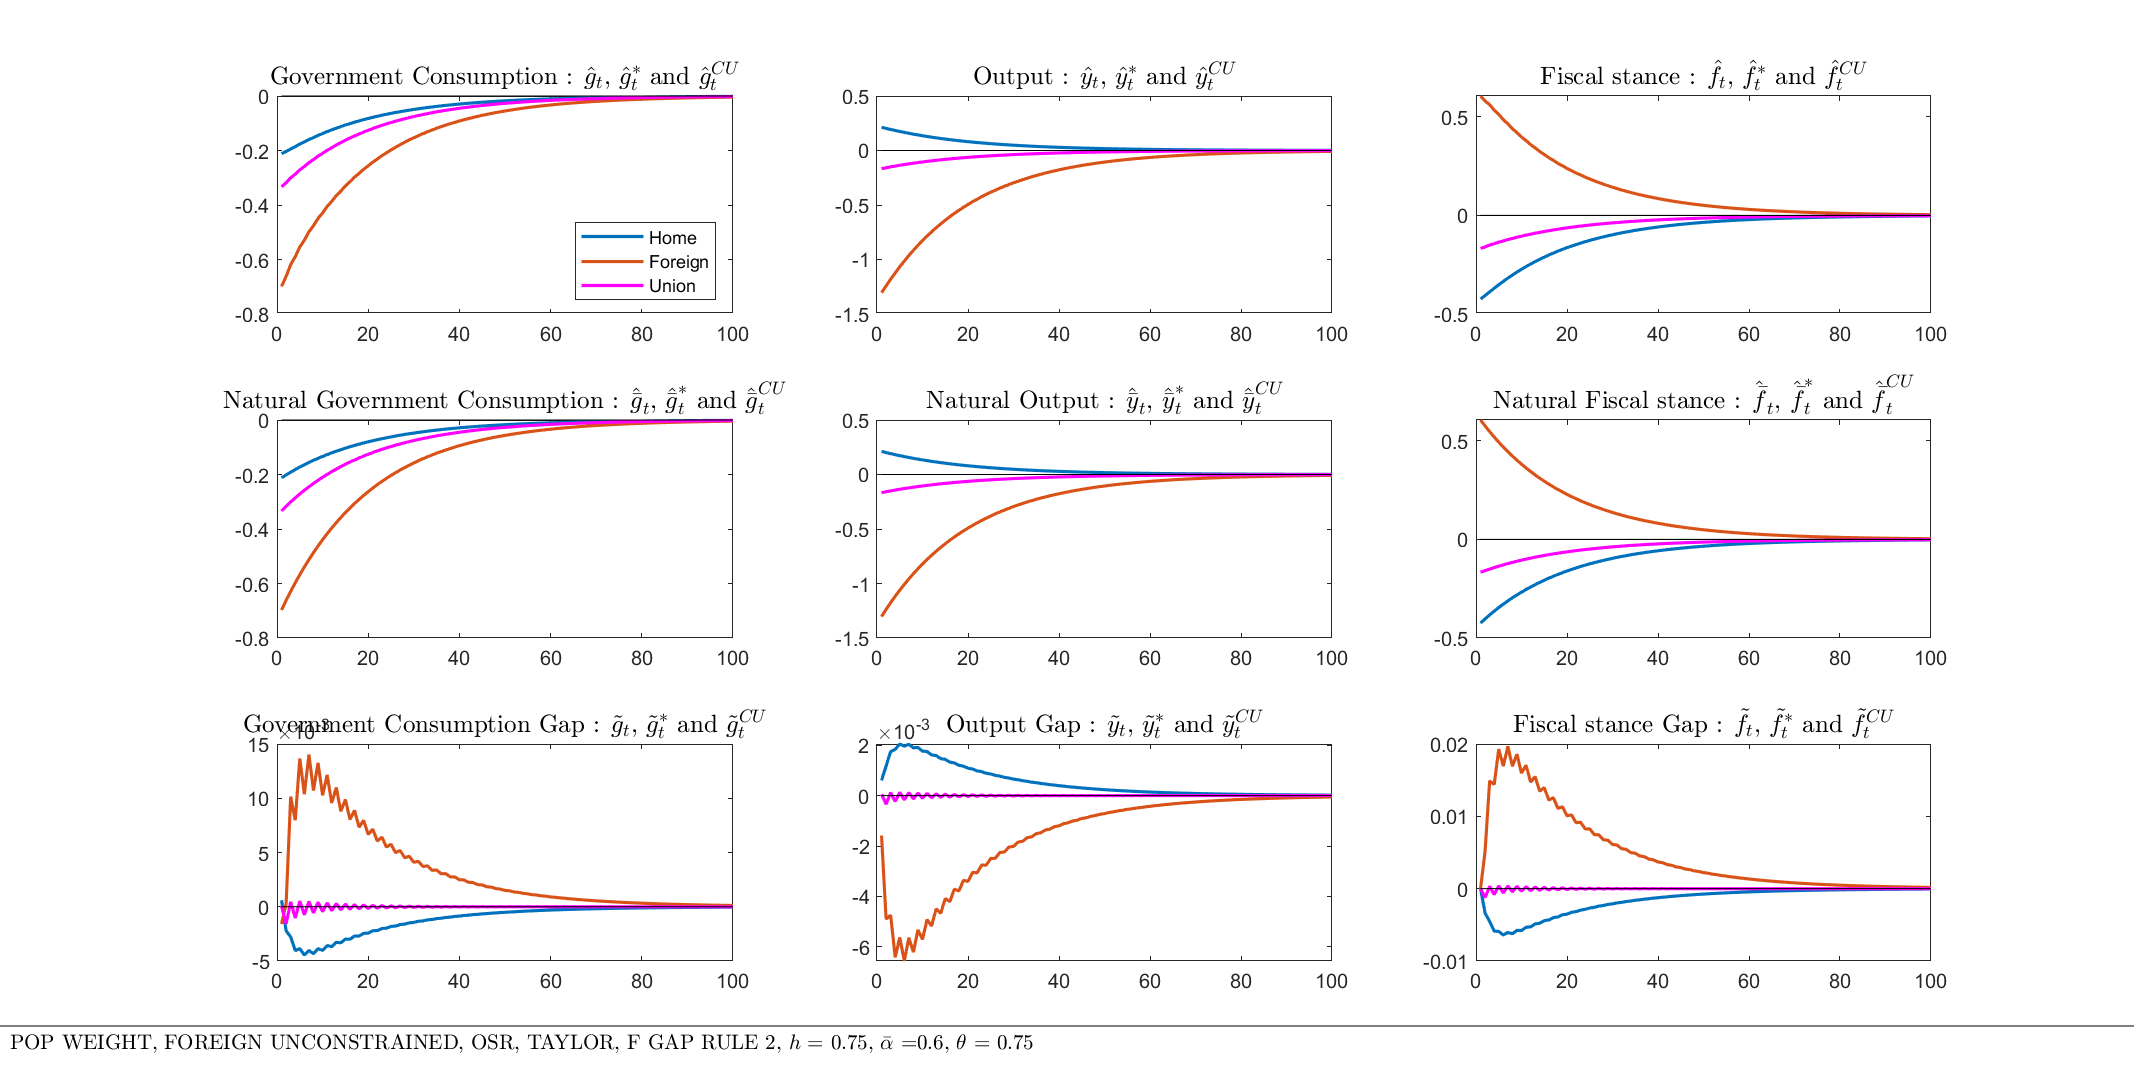 Government Consumption : ĝₜ, ĝₜ* and ĝₜᶜᵁ
Output : ŷₜ, ŷₜ* and ŷₜᶜᵁ
Fiscal stance : f̂ₜ, f̂ₜ* and f̂ₜᶜᵁ
0
-0.2
-0.4
-0.6
-0.8
0 20 40 60 80 100
Home
Foreign
Union
0.5
0
-0.5
-1
-1.5
0 20 40 60 80 100
0.5
0
-0.5
0 20 40 60 80 100
Natural Government Consumption : ḡ̂ₜ, ḡ̂ₜ* and ḡ̂ₜᶜᵁ
Natural Output : ȳ̂ₜ, ȳ̂ₜ* and ȳ̂ₜᶜᵁ
Natural Fiscal stance : f̄̂ₜ, f̄̂ₜ* and f̄̂ₜᶜᵁ
0
-0.2
-0.4
-0.6
-0.8
0 20 40 60 80 100
0.5
0
-0.5
-1
-1.5
0 20 40 60 80 100
0.5
0
-0.5
0 20 40 60 80 100
Government Consumption Gap : g̃ₜ, g̃ₜ* and g̃ₜᶜᵁ
×10⁻³
Output Gap : ỹₜ, ỹₜ* and ỹₜᶜᵁ
×10⁻³
Fiscal stance Gap : f̃ₜ, f̃ₜ* and f̃ₜᶜᵁ
15
10
5
0
-5
0 20 40 60 80 100
2
0
-2
-4
-6
0 20 40 60 80 100
0.02
0.01
0
-0.01
0 20 40 60 80 100
POP WEIGHT, FOREIGN UNCONSTRAINED, OSR, TAYLOR, F GAP RULE 2, h = 0.75, ᾱ =0.6, θ = 0.75